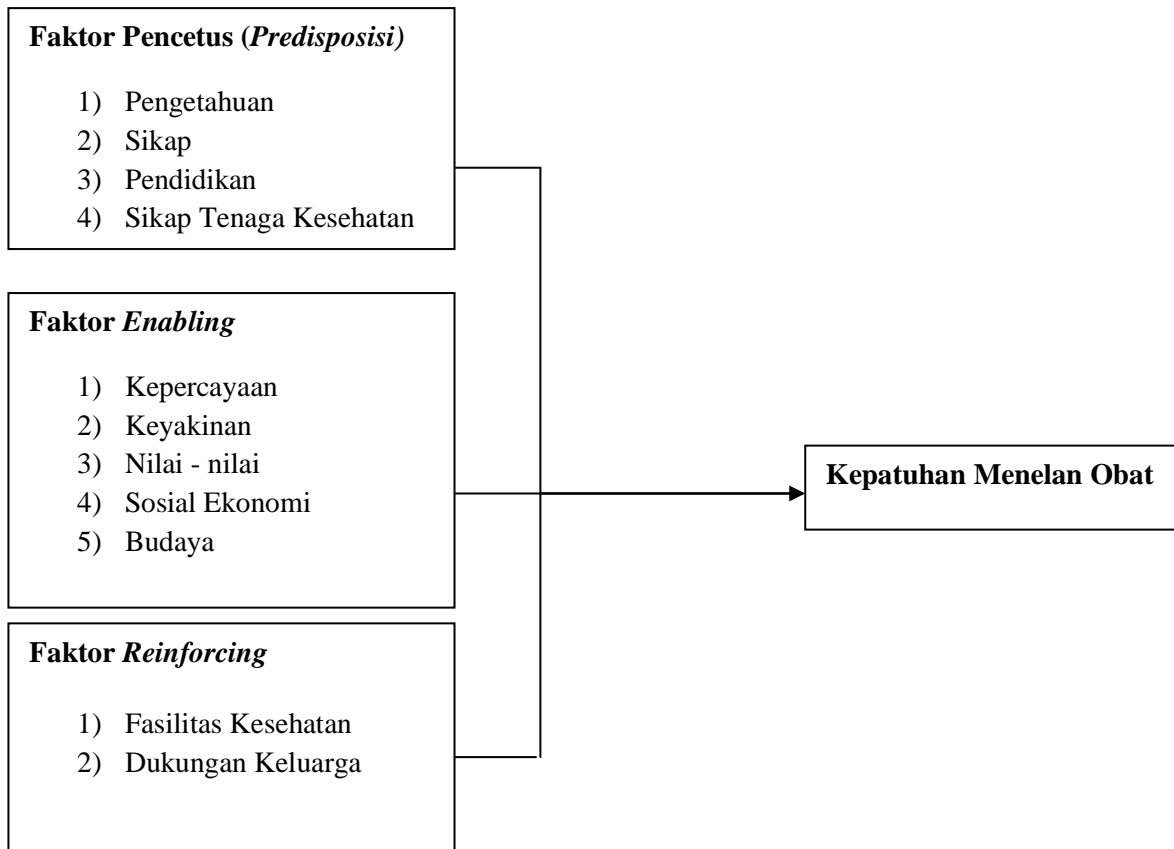 Faktor Pencetus (Predisposisi)
1) Pengetahuan
2) Sikap
3) Pendidikan
4) Sikap Tenaga Kesehatan
Faktor Enabling
1) Kepercayaan
2) Keyakinan
3) Nilai - nilai
4) Sosial Ekonomi
5) Budaya
Kepatuhan Menelan Obat
Faktor Reinforcing
1) Fasilitas Kesehatan
2) Dukungan Keluarga